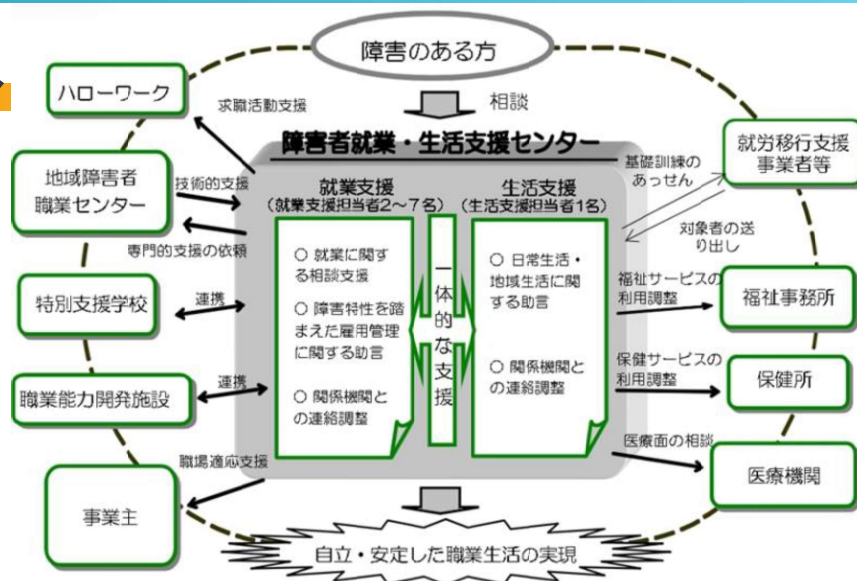 障害のある方
相談
ハローワーク
求職活動支援
地域障害者
職業センター
技術的支援
専門的支援の依頼
特別支援学校
連携
職業能力開発施設
連携
職場適応支援
事業主
障害者就業・生活支援センター
就業支援
(就業支援担当者2~7名)
○ 就業に関す
る相談支援
○ 障害特性を踏
まえた雇用管理
に関する助言
○ 関係機関と
の連絡調整
一体的な支援
生活支援
(生活支援担当者1名)
○ 日常生活・
地域生活に関
する助言
○ 関係機関と
の連絡調整
基礎訓練の
あっせん
就労移行支援
事業者等
対象者の送
り出し
福祉サービスの
利用調整
福祉事務所
保健サービスの
利用調整
保健所
医療面の相談
医療機関
自立・安定した職業生活の実現